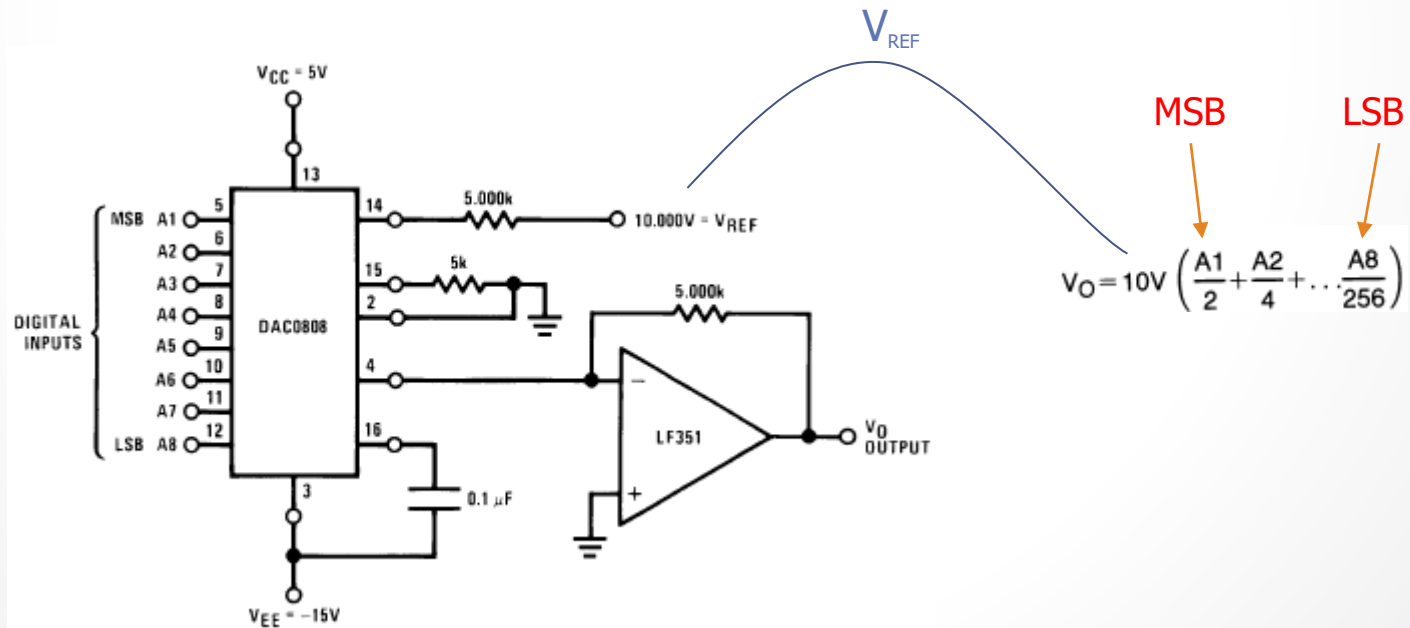 V_REF
MSB LSB
V_CC = 5V
13
5.000k
14
10.000V = V_REF
MSB A1 5
A2 6
A3 7
A4 8
A5 9
A6 10
A7 11
LSB A8 12
DIGITAL
INPUTS
DAC0808
15
5k
2
4
16
0.1 μF
3
V_EE = −15V
5.000k
−
+
LF351
V_O
OUTPUT
V_O = 10V (A1/2 + A2/4 + ... A8/256)